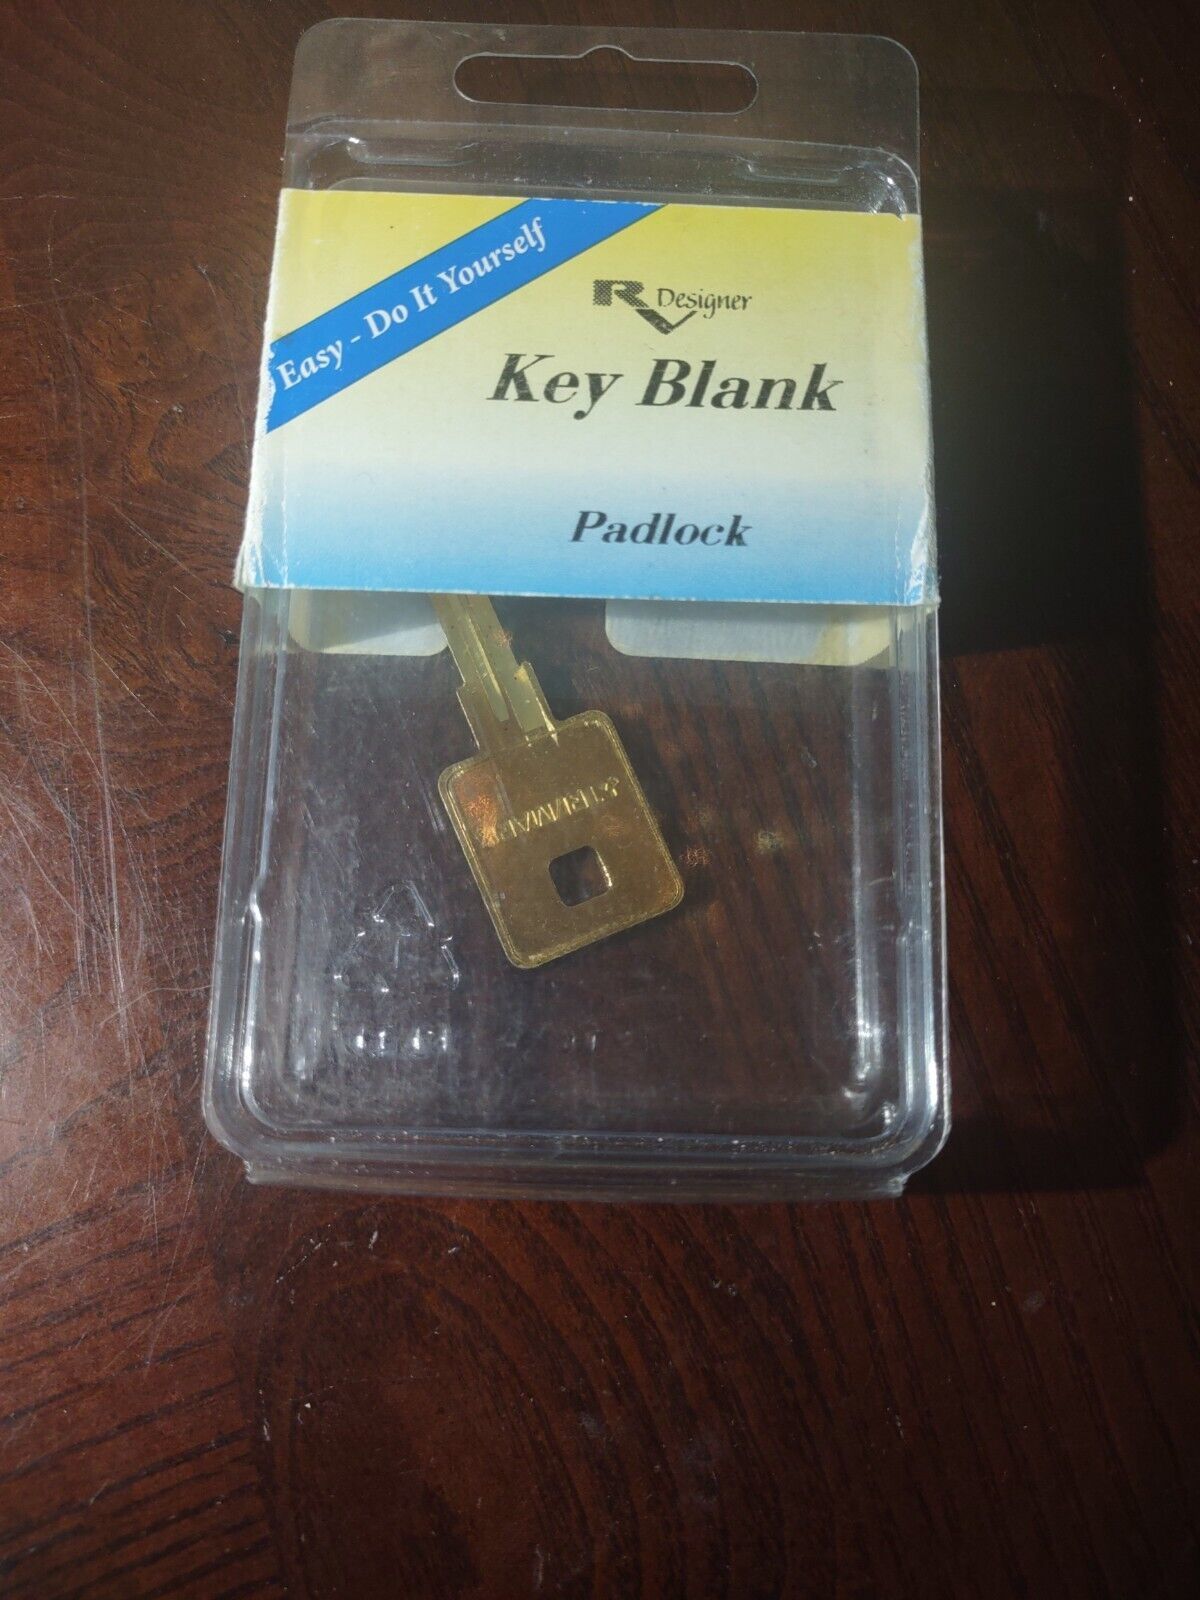 Easy - Do It Yourself
RV Designer
Key Blank
Padlock